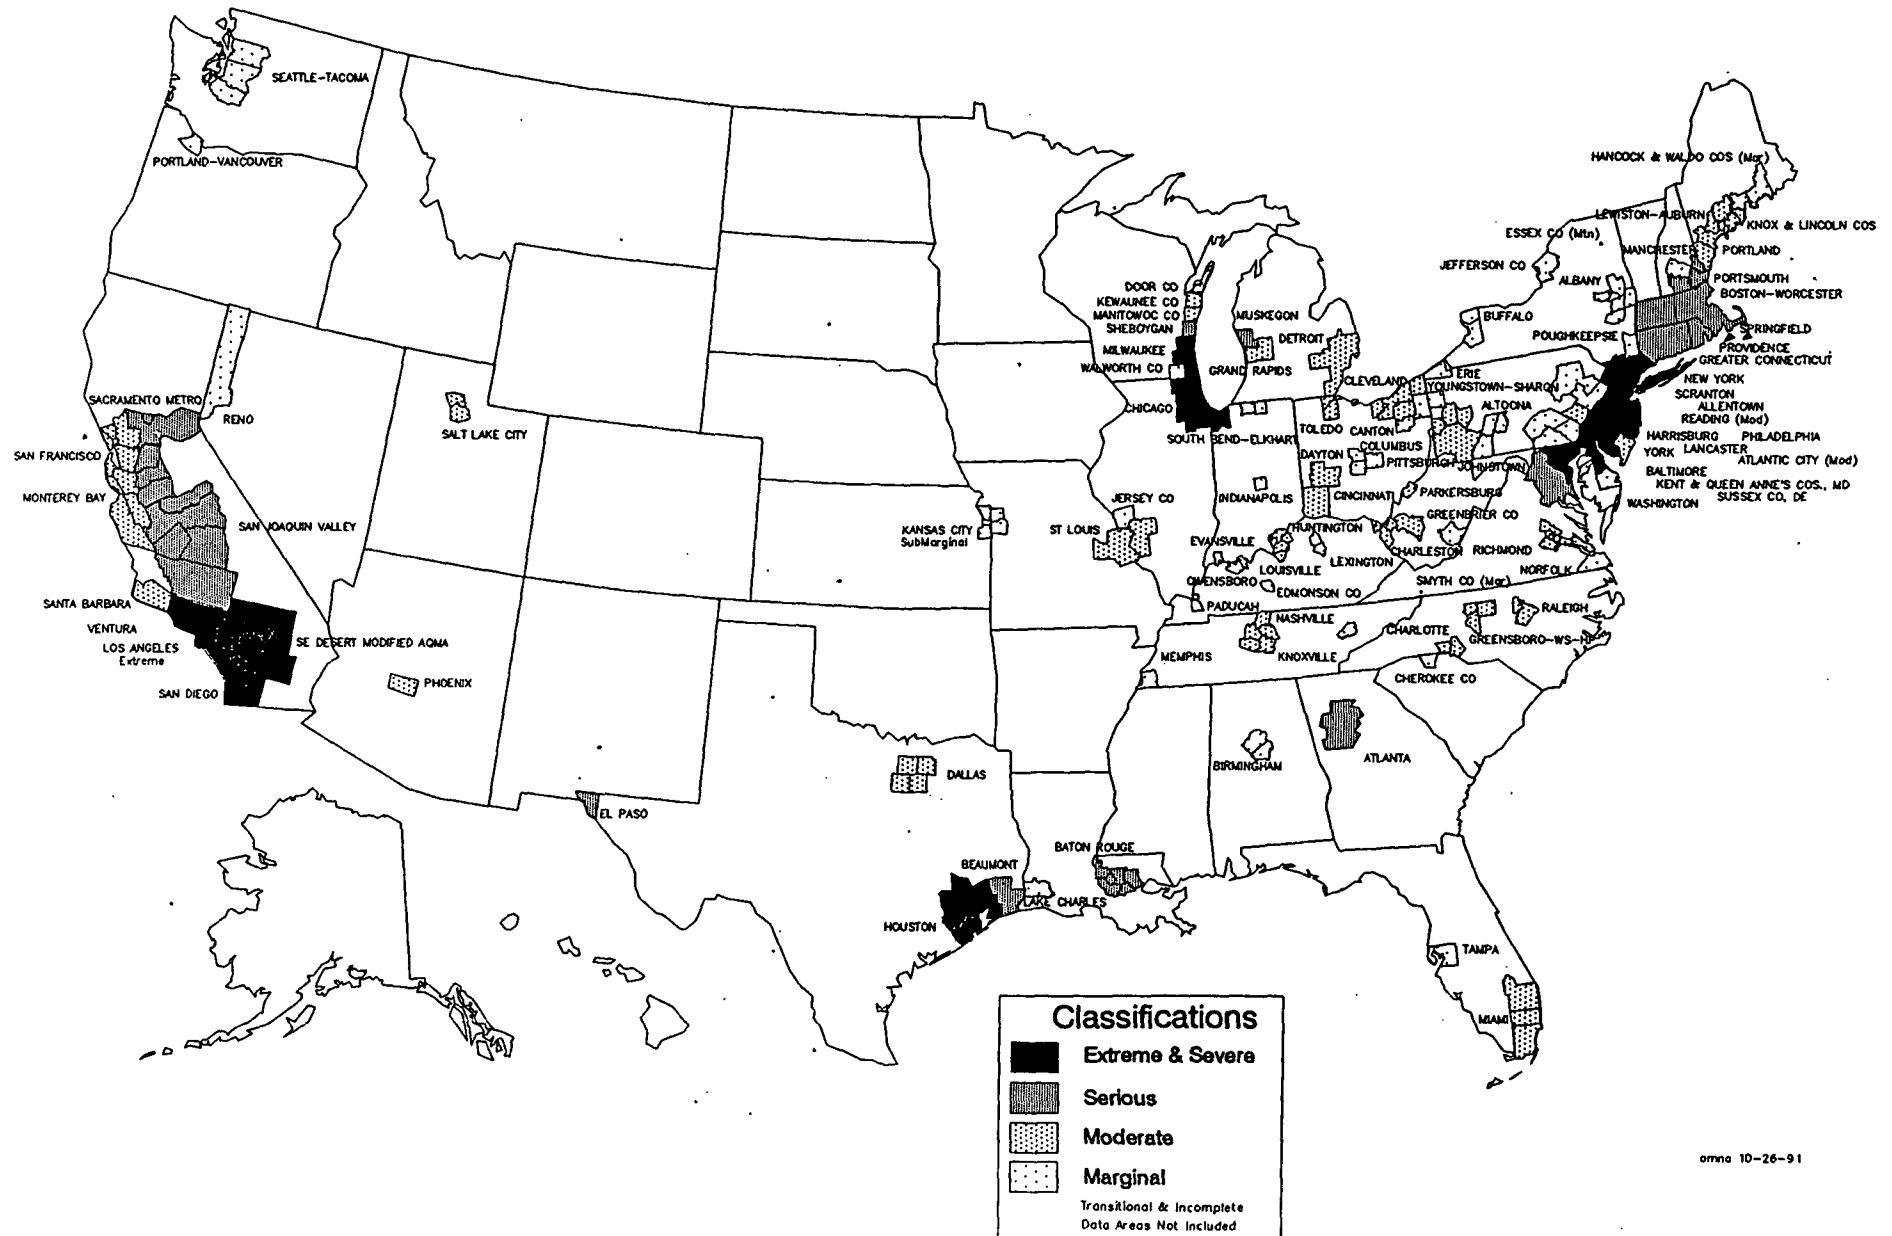 SEATTLE-TACOMA
PORTLAND-VANCOUVER
HANCOCK & WALDO COS (Mar)
LEWISTON-AUBURN
KNOX & LINCOLN COS
ESSEX CO (Mtn)
MANCHESTER
PORTLAND
JEFFERSON CO
ALBANY
PORTSMOUTH
BOSTON-WORCESTER
DOOR CO
KEWAUNEE CO
MANITOWOC CO
SHEBOYGAN
MUSKEGON
DETROIT
BUFFALO
POUGHKEEPSIE
SPRINGFIELD
PROVIDENCE
GREATER CONNECTICUT
MILWAUKEE
WALWORTH CO
GRAND RAPIDS
CLEVELAND
ERIE
YOUNGSTOWN-SHARON
NEW YORK
SCRANTON
ALLENTOWN
READING (Mod)
SACRAMENTO METRO
RENO
SALT LAKE CITY
CHICAGO
SOUTH BEND-ELKHART
TOLEDO
CANTON
ALTOONA
COLUMBUS
HARRISBURG
PHILADELPHIA
YORK
LANCASTER
ATLANTIC CITY (Mod)
SAN FRANCISCO
DAYTON
PITTSBURGH
JOHNSTOWN
BALTIMORE
KENT & QUEEN ANNE'S COS., MD
SUSSEX CO, DE
WASHINGTON
MONTEREY BAY
SAN JOAQUIN VALLEY
KANSAS CITY
SubMarginal
JERSEY CO
ST LOUIS
INDIANAPOLIS
CINCINNATI
PARKERSBURG
GREENBRIER CO
HUNTINGTON
EVANSVILLE
CHARLESTON
RICHMOND
LEXINGTON
LOUISVILLE
NORFOLK
OWENSBORO
EDMONSON CO
SMYTH CO (Mar)
PADUCAH
SANTA BARBARA
VENTURA
LOS ANGELES
Extreme
SE DESERT MODIFIED AQMA
SAN DIEGO
PHOENIX
NASHVILLE
RALEIGH
CHARLOTTE
GREENSBORO-WS-HP
MEMPHIS
KNOXVILLE
CHEROKEE CO
BIRMINGHAM
ATLANTA
DALLAS
EL PASO
BATON ROUGE
BEAUMONT
LAKE CHARLES
HOUSTON
TAMPA
MIAMI
Classifications
Extreme & Severe
Serious
Moderate
Marginal
Transitional & Incomplete
Data Areas Not Included
omna 10-26-91